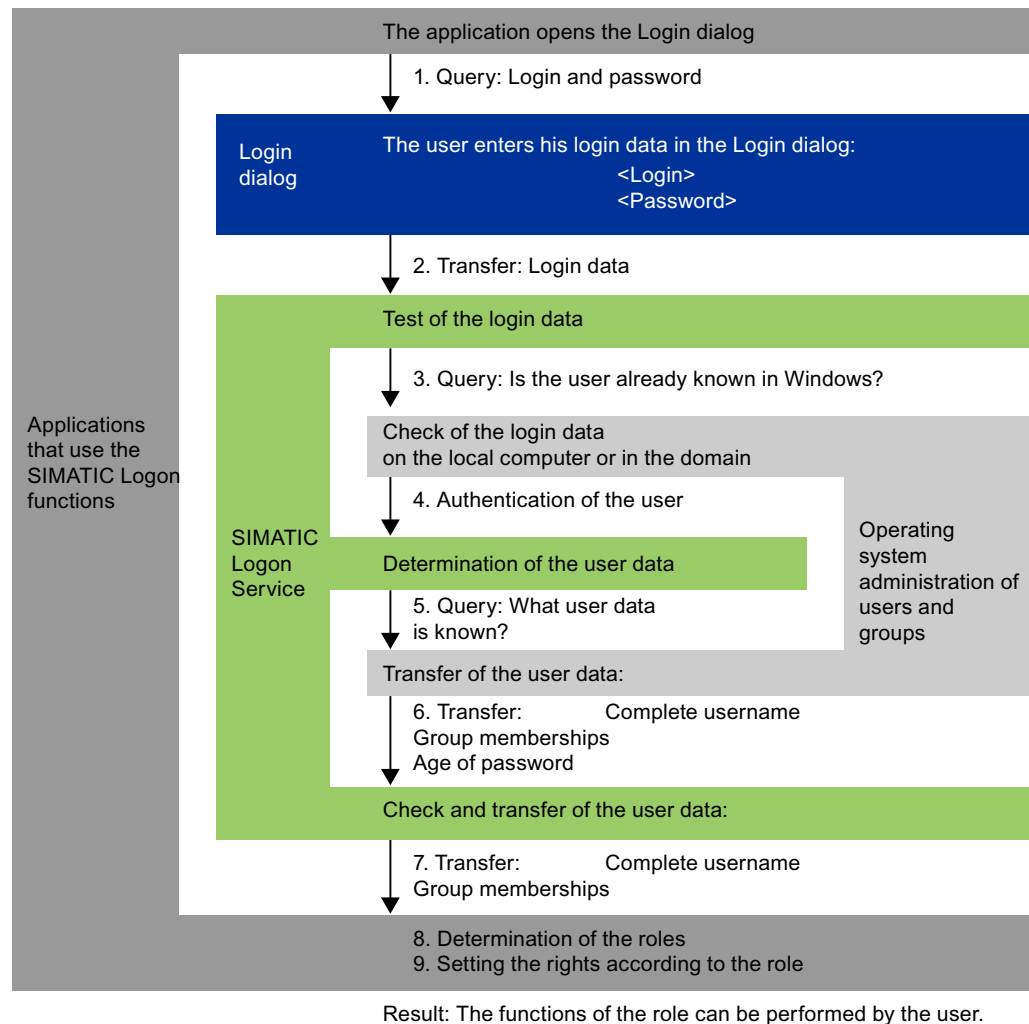 The application opens the Login dialog
1. Query: Login and password
Login
dialog
The user enters his login data in the Login dialog:
<Login>
<Password>
2. Transfer: Login data
Test of the login data
3. Query: Is the user already known in Windows?
Applications
that use the
SIMATIC Logon
functions
Check of the login data
on the local computer or in the domain
4. Authentication of the user
SIMATIC
Logon
Service
Determination of the user data
Operating
system
administration of
users and
groups
5. Query: What user data
is known?
Transfer of the user data:
6. Transfer: Complete username
Group memberships
Age of password
Check and transfer of the user data:
7. Transfer: Complete username
Group memberships
8. Determination of the roles
9. Setting the rights according to the role
Result: The functions of the role can be performed by the user.